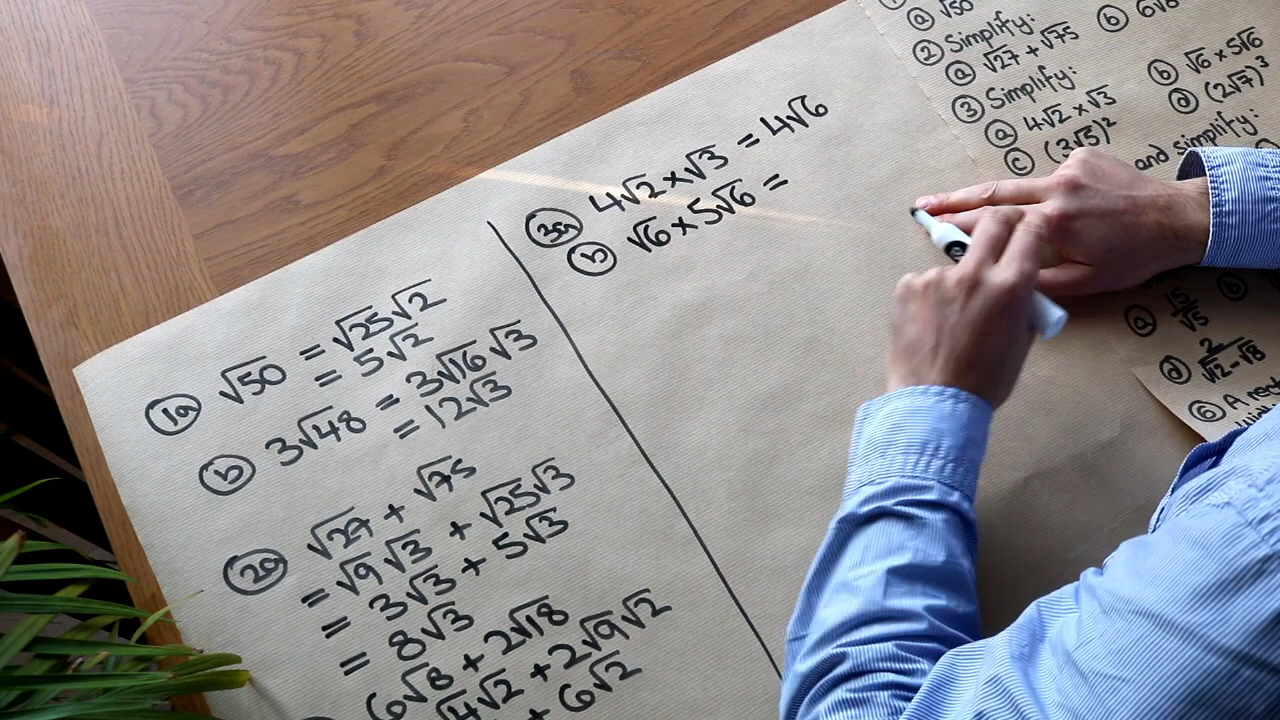 1a √50 = √25√2
= 5√2
b 3√48 = 3√16√3
= 12√3
2a √27 + √75
= √9√3 + √25√3
= 3√3 + 5√3
= 8√3
6√8 + 2√18
√4√2 + 2√9√2
+ 6√2
3a 4√2 × √3 = 4√6
b √6 × 5√6 =
a √50 b 6√8
2 Simplify:
a √27 + √75
3 Simplify:
a 4√2 × √3 b √6 × 5√6
c (3√5)² d (2√7)³
and simplify:
a 15/√5 b
d 2/√12-√8
6 A